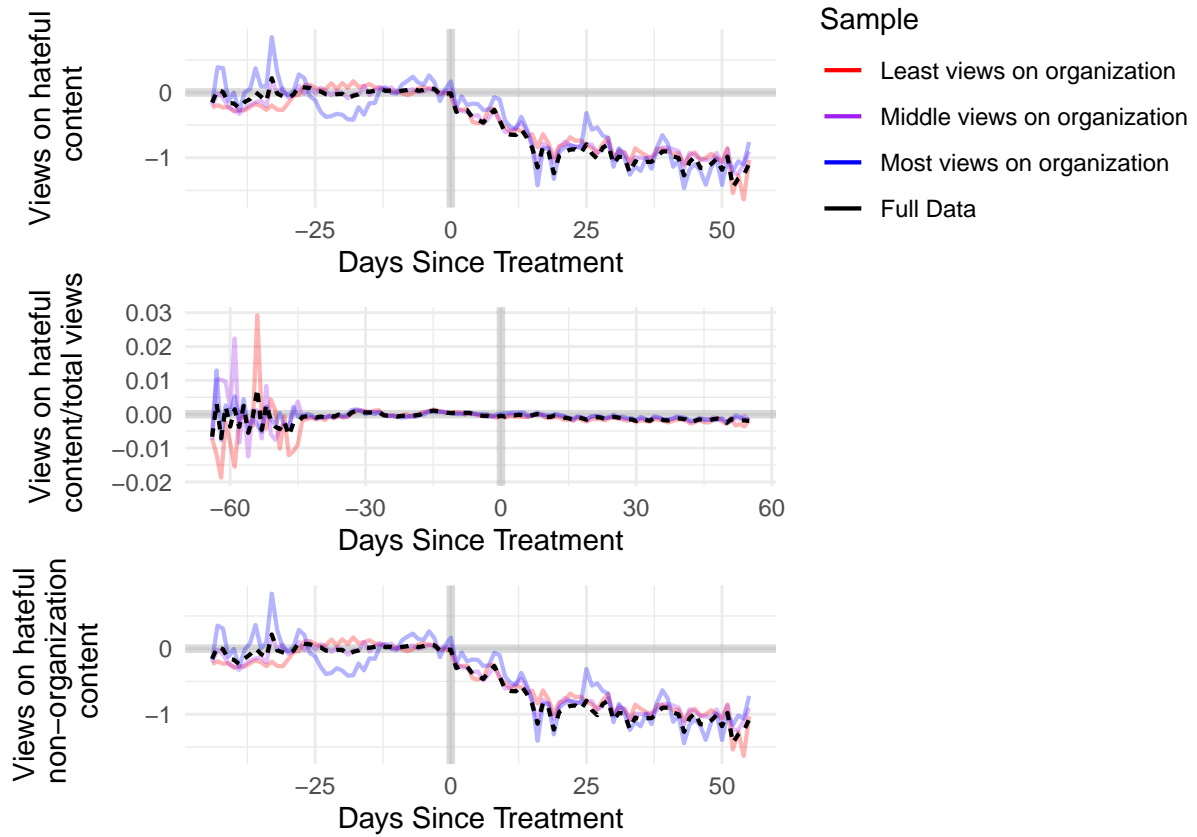 Views on hateful
content
0
−1
−25
0
25
50
Days Since Treatment
Views on hateful
content/total views
0.03
0.02
0.01
0.00
−0.01
−0.02
−60
−30
0
30
60
Days Since Treatment
Views on hateful
non−organization
content
0
−1
−25
0
25
50
Days Since Treatment
Sample
Least views on organization
Middle views on organization
Most views on organization
Full Data